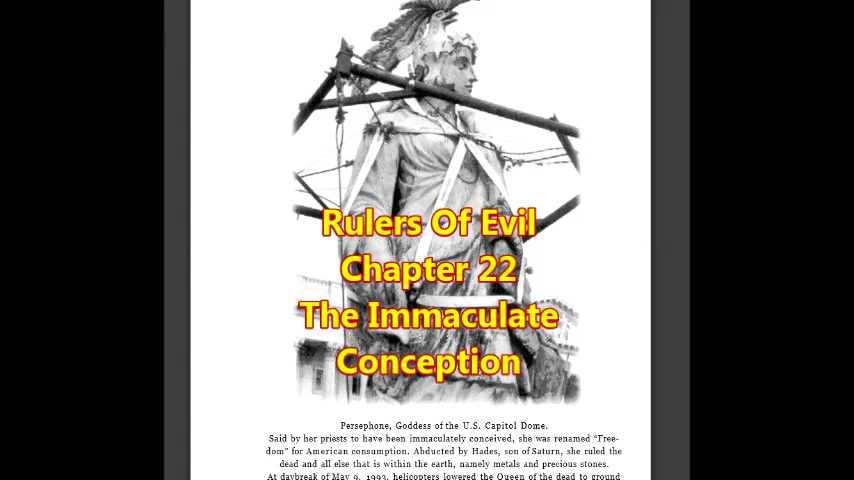 Rulers Of Evil
Chapter 22
The Immaculate
Conception
Persephone, Goddess of the U.S. Capitol Dome.
Said by her priests to have been immaculately conceived, she was renamed “Free-
dom” for American consumption. Abducted by Hades, son of Saturn, she ruled the
dead and all else that is within the earth, namely metals and precious stones.
At daybreak of May 9, 1993, helicopters lowered the Queen of the dead to ground